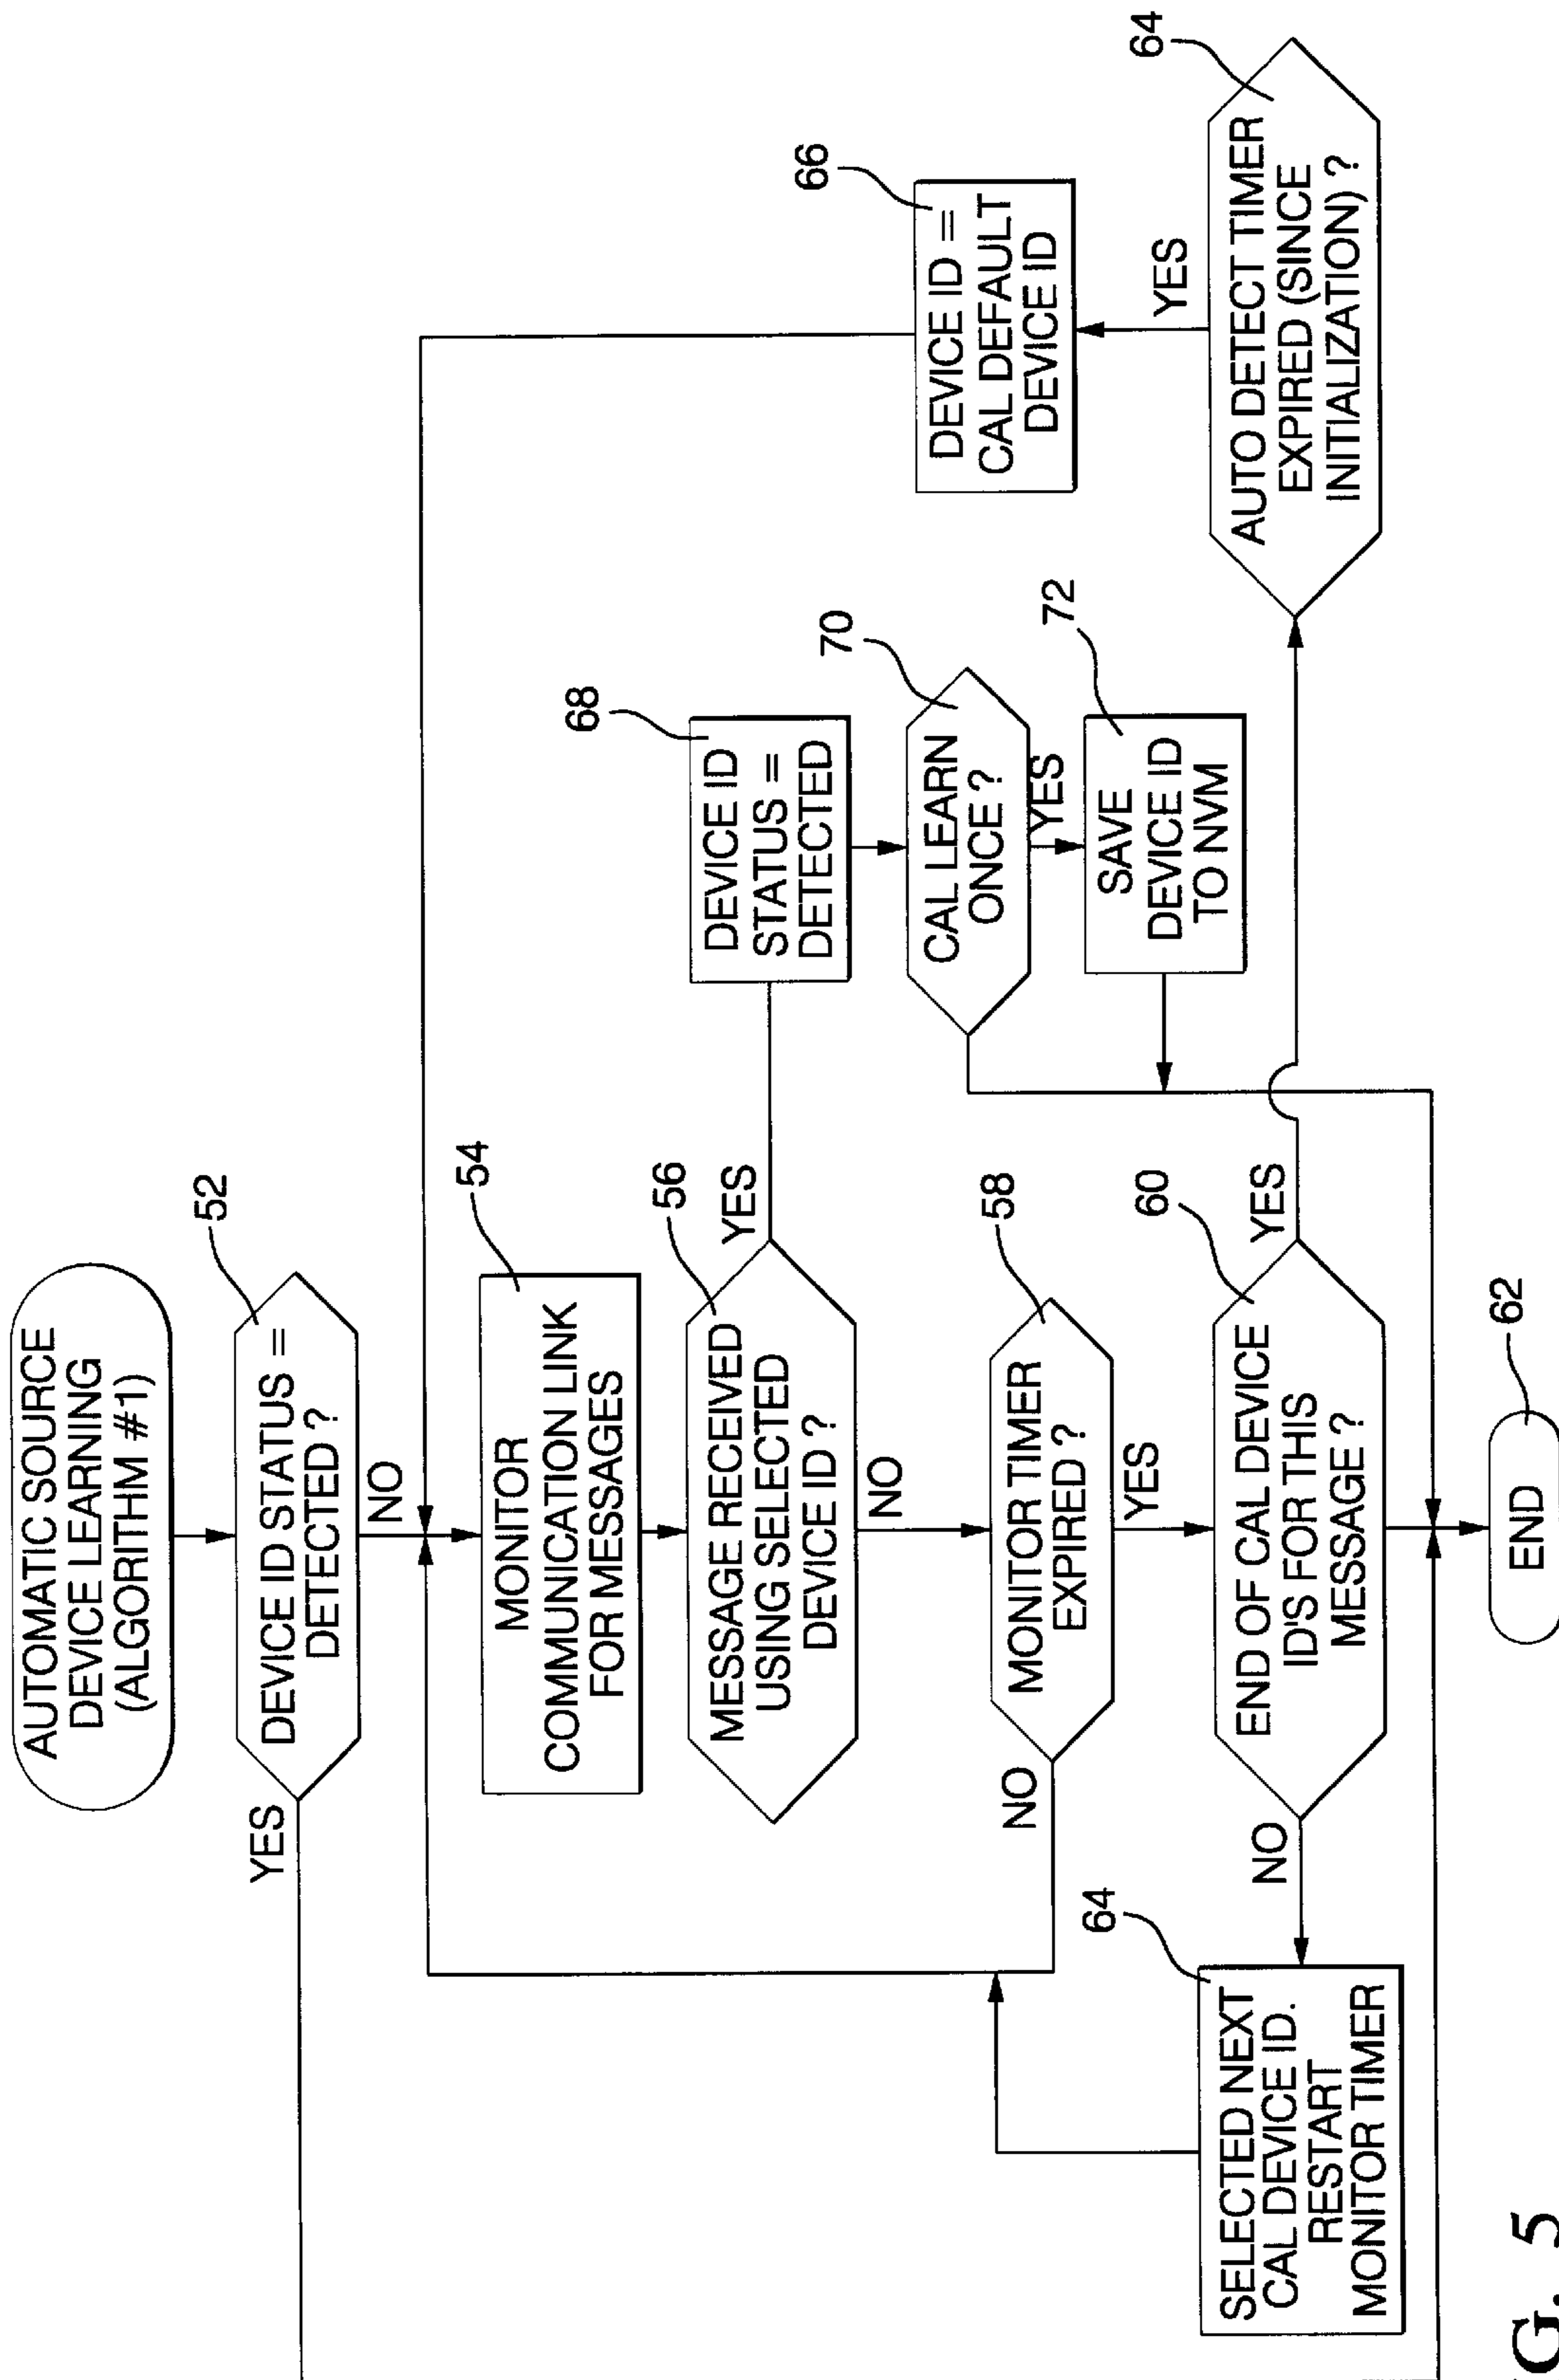 AUTOMATIC SOURCE
DEVICE LEARNING
(ALGORITHM #1)
52
DEVICE ID STATUS =
DETECTED ?
YES
NO
54
MONITOR
COMMUNICATION LINK
FOR MESSAGES
56
MESSAGE RECEIVED
USING SELECTED
DEVICE ID ?
YES
NO
68
DEVICE ID
STATUS =
DETECTED
70
CAL LEARN
ONCE ?
YES
72
SAVE
DEVICE ID
TO NVM
66
DEVICE ID =
CAL DEFAULT
DEVICE ID
YES
64
AUTO DETECT TIMER
EXPIRED (SINCE
INITIALIZATION) ?
58
MONITOR TIMER
EXPIRED ?
NO
YES
60
END OF CAL DEVICE
ID'S FOR THIS
MESSAGE ?
YES
NO
64
SELECTED NEXT
CAL DEVICE ID.
RESTART
MONITOR TIMER
62
END
G. 5